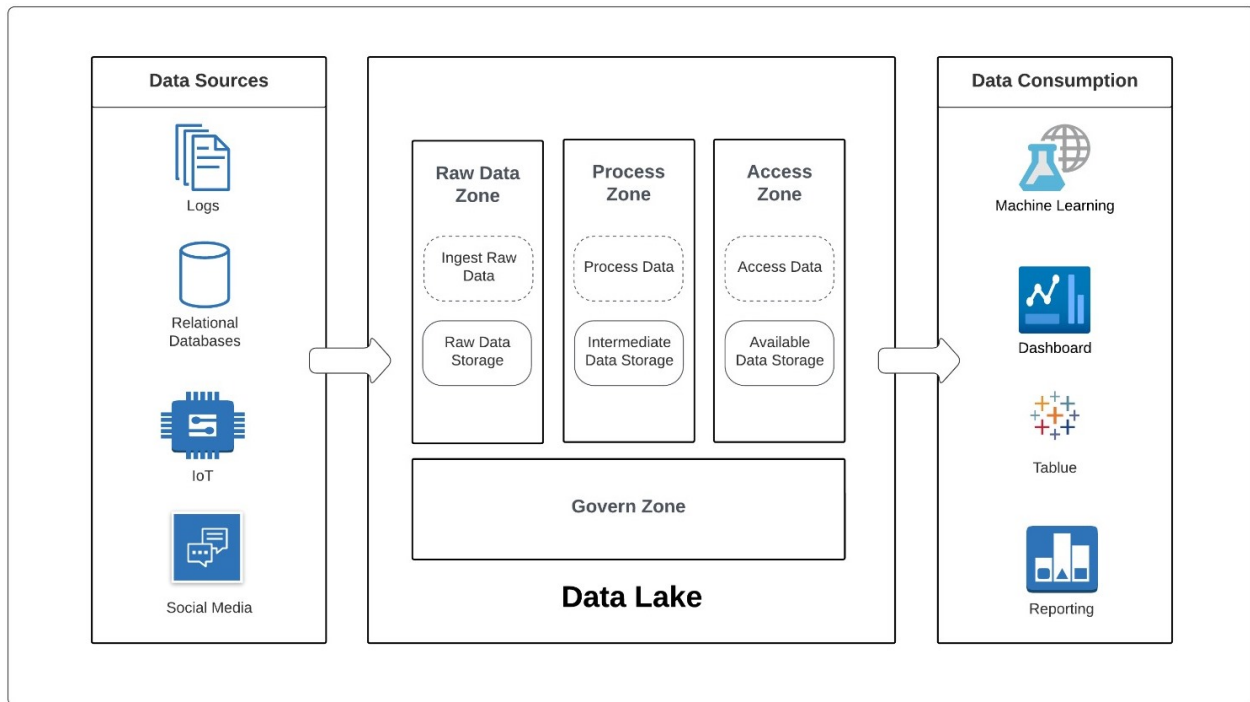 Data Sources
Logs
Relational
Databases
IoT
Social Media
Raw Data
Zone
Ingest Raw
Data
Raw Data
Storage
Process
Zone
Process Data
Intermediate
Data Storage
Access
Zone
Access Data
Available
Data Storage
Govern Zone
Data Lake
Data Consumption
Machine Learning
Dashboard
Tablue
Reporting